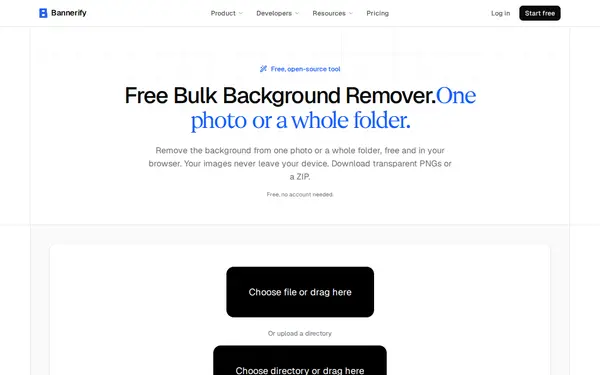 Bannerify
Product
Developers
Resources
Pricing
Log in
Start free
Free, open-source tool
Free Bulk Background Remover.One
photo or a whole folder.
Remove the background from one photo or a whole folder, free and in your
browser. Your images never leave your device. Download transparent PNGs or
a ZIP.
Free, no account needed.
Choose file or drag here
Or upload a directory
Choose directory or drag here